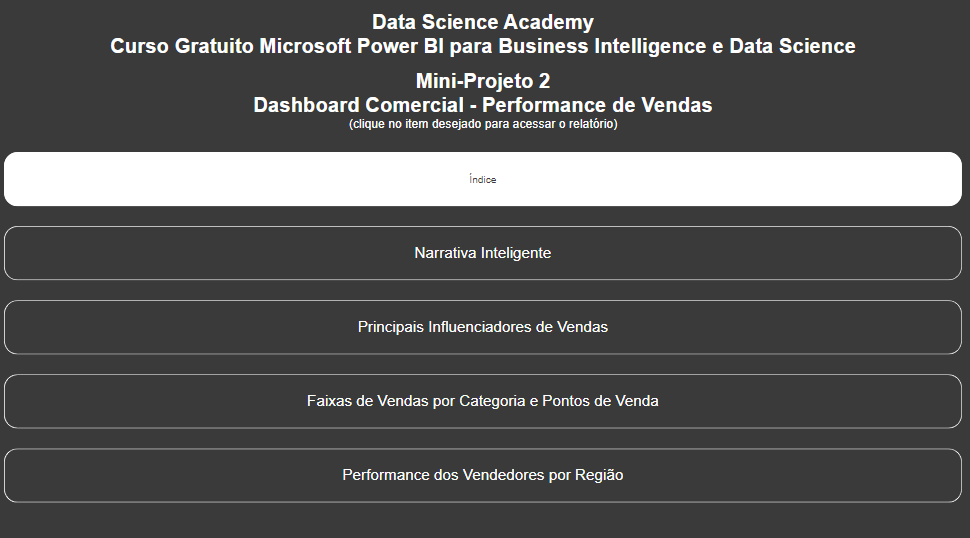 Data Science Academy
Curso Gratuito Microsoft Power BI para Business Intelligence e Data Science
Mini-Projeto 2
Dashboard Comercial - Performance de Vendas
(clique no item desejado para acessar o relatório)
Índice
Narrativa Inteligente
Principais Influenciadores de Vendas
Faixas de Vendas por Categoria e Pontos de Venda
Performance dos Vendedores por Região